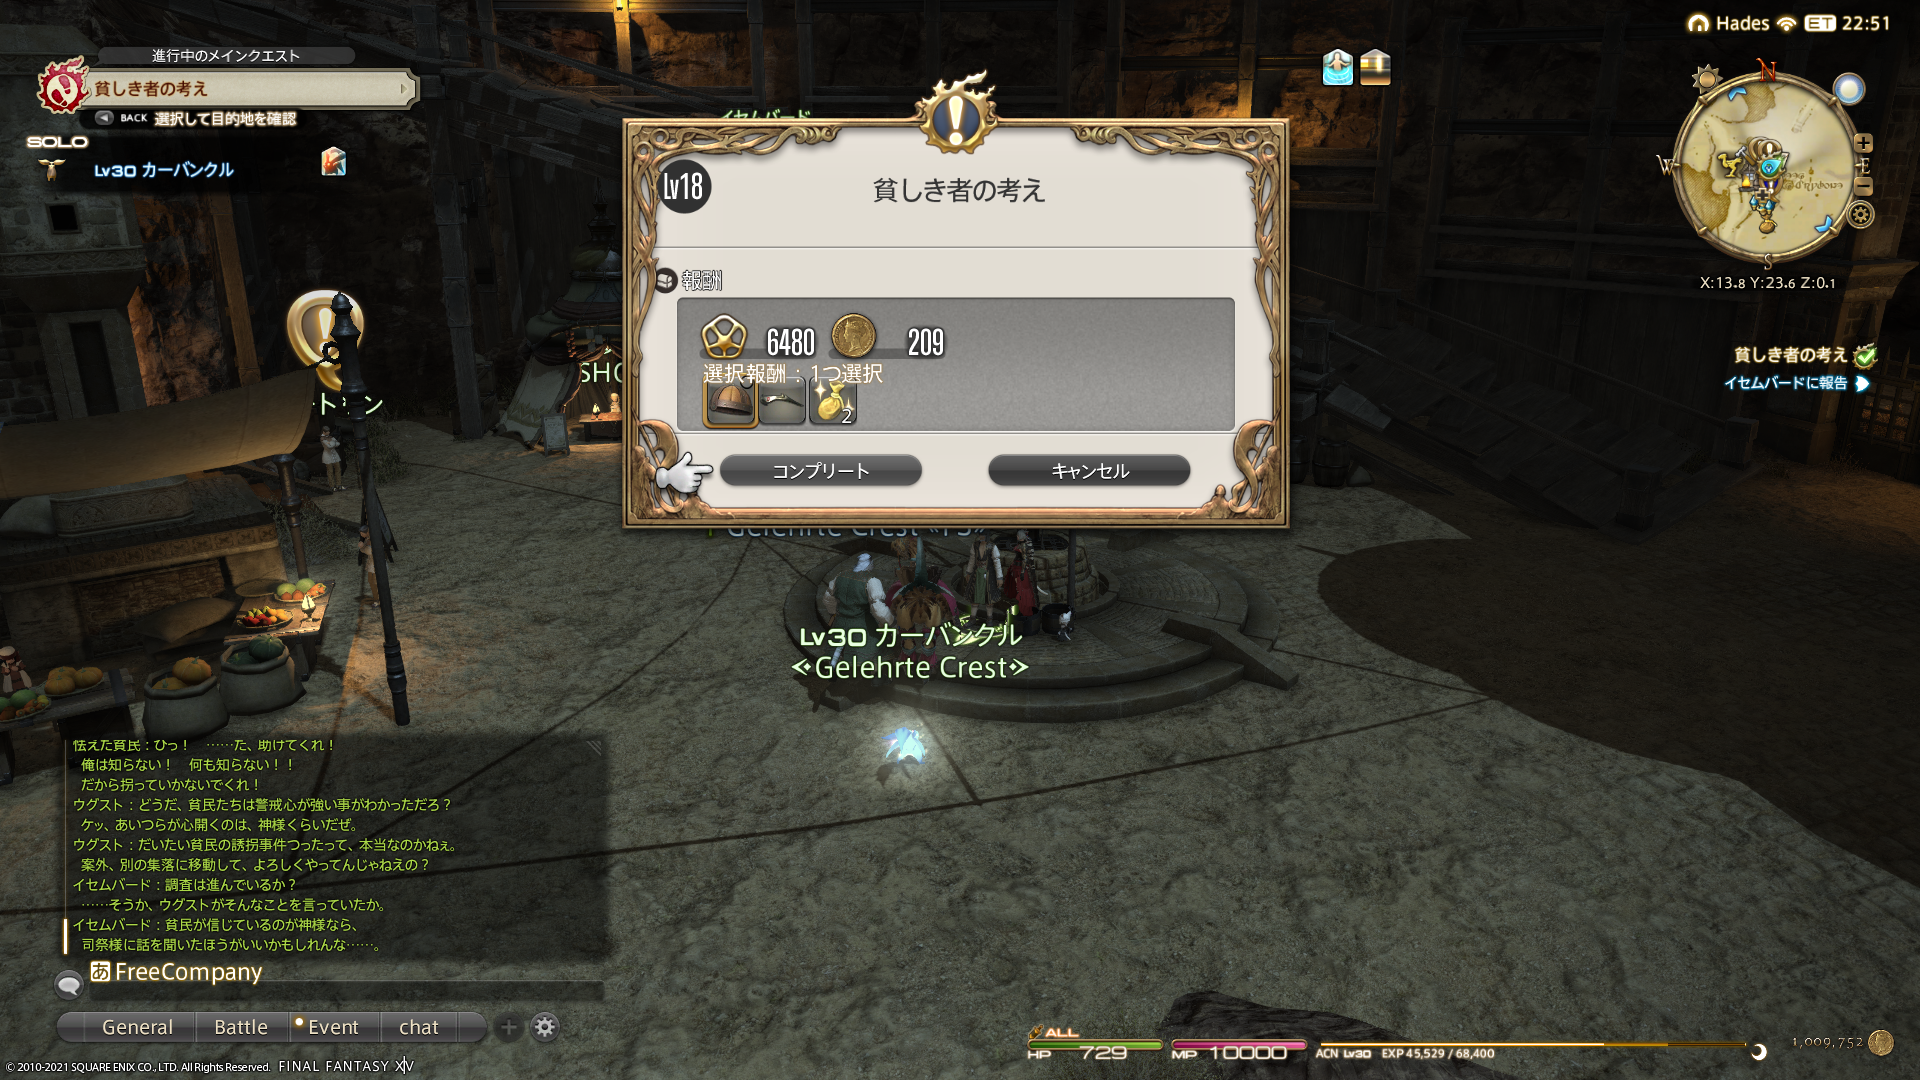 進行中のメインクエスト
貧しき者の考え
BACK 選択して目的地を確認
SOLO
Lv30 カーバンクル
Hades ET 22:51
N
W
E
S
X:13.8 Y:23.6 Z:0.1
貧しき者の考え
イセムバードに報告
イセムバード
Lv18
貧しき者の考え
報酬
6480 209
選択報酬：1つ選択
2
コンプリート キャンセル
Gelehrte Crest
Lv30 カーバンクル
≪Gelehrte Crest≫
怯えた貧民：ひっ！　……た、助けてくれ！
俺は知らない！　何も知らない！！
だから拐っていかないでくれ！
ウグスト：どうだ、貧民たちは警戒心が強い事がわかっただろ？
ケッ、あいつらが心開くのは、神様くらいだぜ。
ウグスト：だいたい貧民の誘拐事件つったって、本当なのかねぇ。
案外、別の集落に移動して、よろしくやってんじゃねえの？
イセムバード：調査は進んでいるか？
……そうか、ウグストがそんなことを言っていたか。
イセムバード：貧民が信じているのが神様なら、
司祭様に話を聞いたほうがいいかもしれんな……。
あ FreeCompany
General Battle Event chat
© 2010-2021 SQUARE ENIX CO., LTD. All Rights Reserved. FINAL FANTASY XIV
ALL
HP 729 MP 10000 ACN Lv30 EXP 45,529 / 68,400
1,009,752